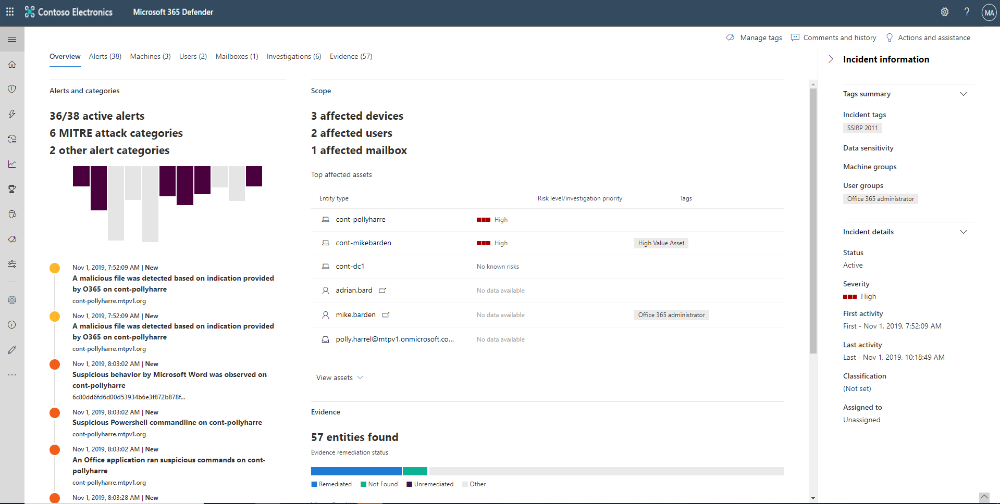 Contoso Electronics
Microsoft 365 Defender
MA
Manage tags
Comments and history
Actions and assistance
Overview
Alerts (38)
Machines (3)
Users (2)
Mailboxes (1)
Investigations (6)
Evidence (57)
Alerts and categories
36/38 active alerts
6 MITRE attack categories
2 other alert categories
Nov 1, 2019, 7:52:09 AM | New
A malicious file was detected based on indication provided
by O365 on cont-pollyharre
cont-pollyharre.mtpv1.org
Nov 1, 2019, 7:52:09 AM | New
A malicious file was detected based on indication provided
by O365 on cont-pollyharre
cont-pollyharre.mtpv1.org
Nov 1, 2019, 8:03:02 AM | New
Suspicious behavior by Microsoft Word was observed on
cont-pollyharre
6c80dd6fd6d00d53934b6e3f872b878f...
Nov 1, 2019, 8:03:02 AM | New
Suspicious Powershell commandline on cont-pollyharre
cont-pollyharre.mtpv1.org
Nov 1, 2019, 8:03:02 AM | New
An Office application ran suspicious commands on cont-
pollyharre
cont-pollyharre.mtpv1.org
Nov 1, 2019, 8:03:28 AM | New
Scope
3 affected devices
2 affected users
1 affected mailbox
Top affected assets
Entity type
Risk level/investigation priority
Tags
cont-pollyharre
High
cont-mikebarden
High
High Value Asset
cont-dc1
No known risks
adrian.bard
No data available
mike.barden
No data available
Office 365 administrator
polly.harrel@mtpv1.onmicrosoft.co...
No data available
View assets
Evidence
57 entities found
Evidence remediation status
Remediated
Not Found
Unremediated
Other
Incident information
Tags summary
Incident tags
SSIRP 2011
Data sensitivity
Machine groups
User groups
Office 365 administrator
Incident details
Status
Active
Severity
High
First activity
First - Nov 1, 2019, 7:52:09 AM
Last activity
Last - Nov 1, 2019, 10:18:49 AM
Classification
(Not set)
Assigned to
Unassigned